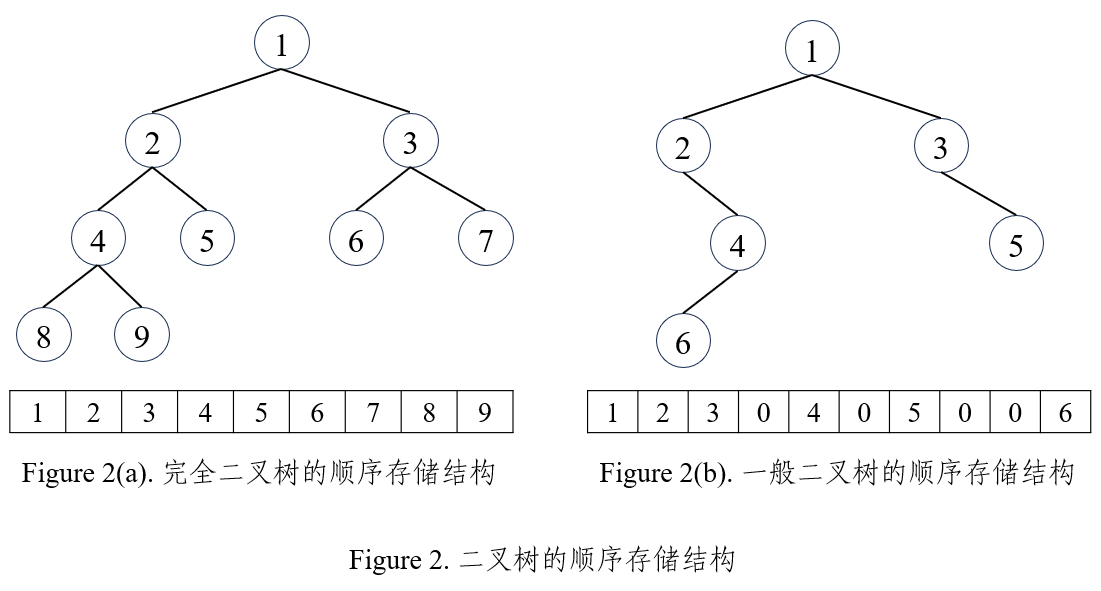 1
2 3
4 5 6 7
8 9
1 2 3 4 5 6 7 8 9
Figure 2(a). 完全二叉树的顺序存储结构
1
2 3
4 5
6
1 2 3 0 4 0 5 0 0 6
Figure 2(b). 一般二叉树的顺序存储结构
Figure 2. 二叉树的顺序存储结构